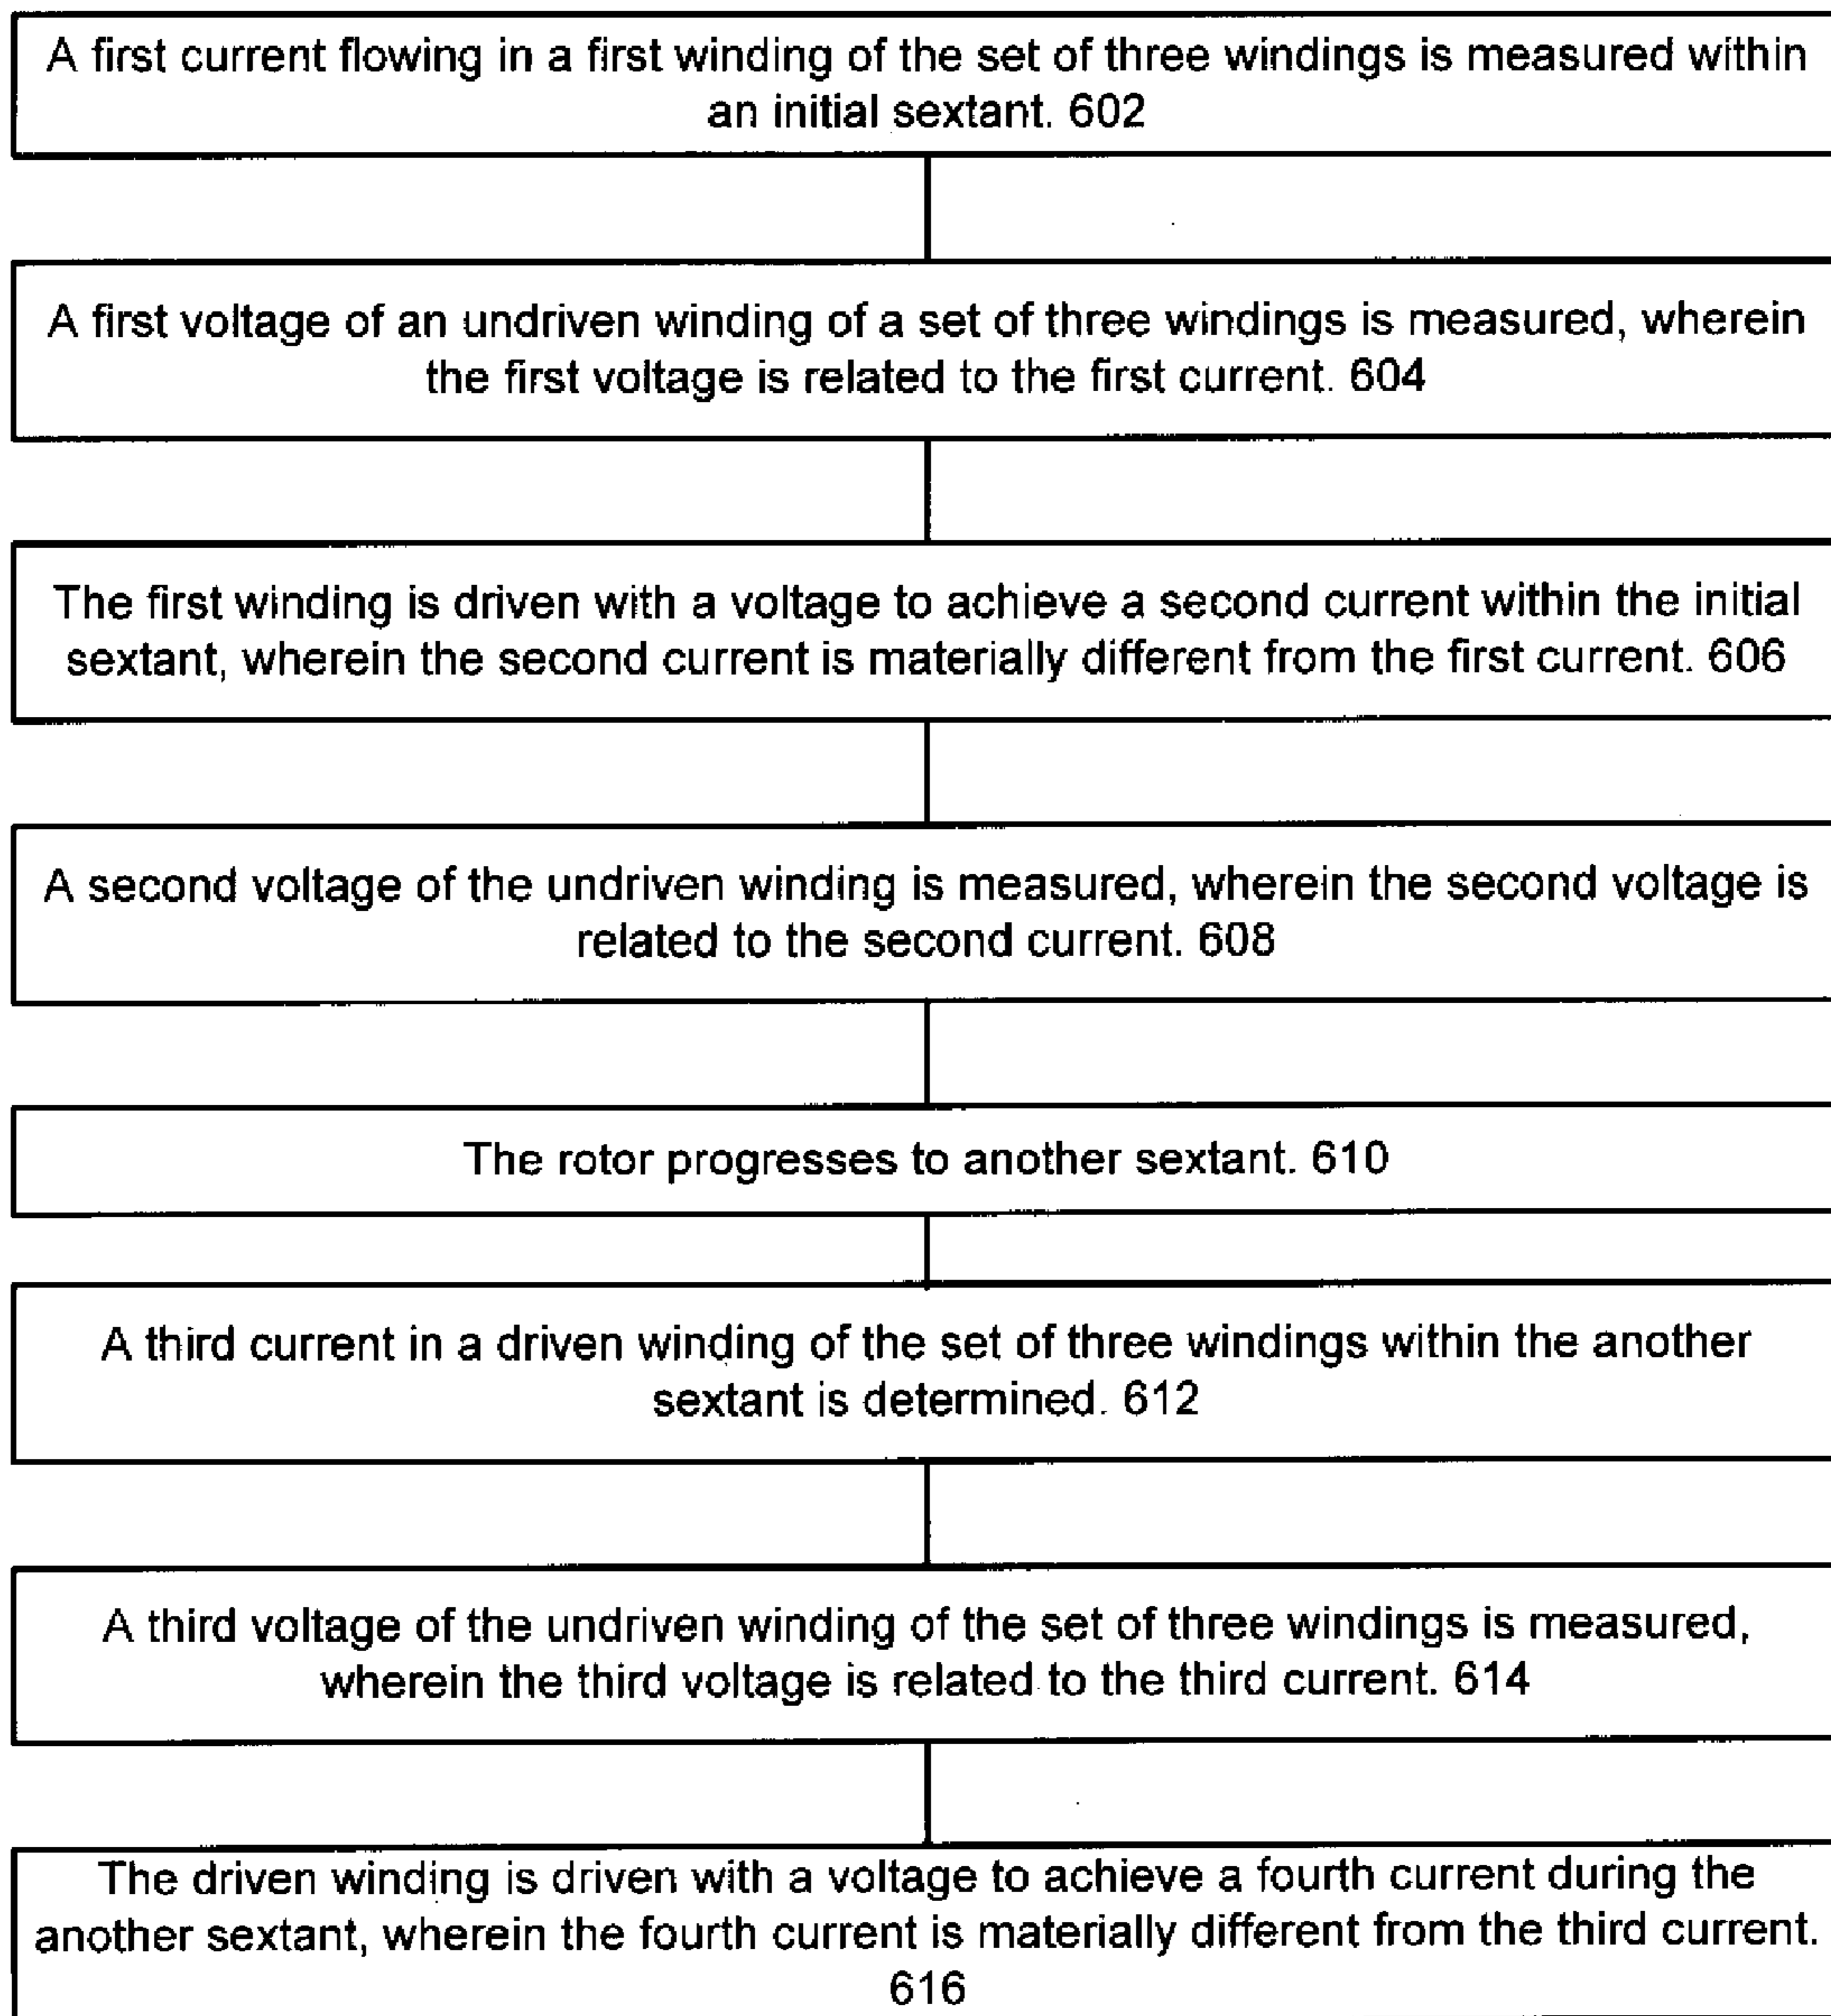 A first current flowing in a first winding of the set of three windings is measured within
an initial sextant. 602
A first voltage of an undriven winding of a set of three windings is measured, wherein
the first voltage is related to the first current. 604
The first winding is driven with a voltage to achieve a second current within the initial
sextant, wherein the second current is materially different from the first current. 606
A second voltage of the undriven winding is measured, wherein the second voltage is
related to the second current. 608
The rotor progresses to another sextant. 610
A third current in a driven winding of the set of three windings within the another
sextant is determined. 612
A third voltage of the undriven winding of the set of three windings is measured,
wherein the third voltage is related to the third current. 614
The driven winding is driven with a voltage to achieve a fourth current during the
another sextant, wherein the fourth current is materially different from the third current.
616